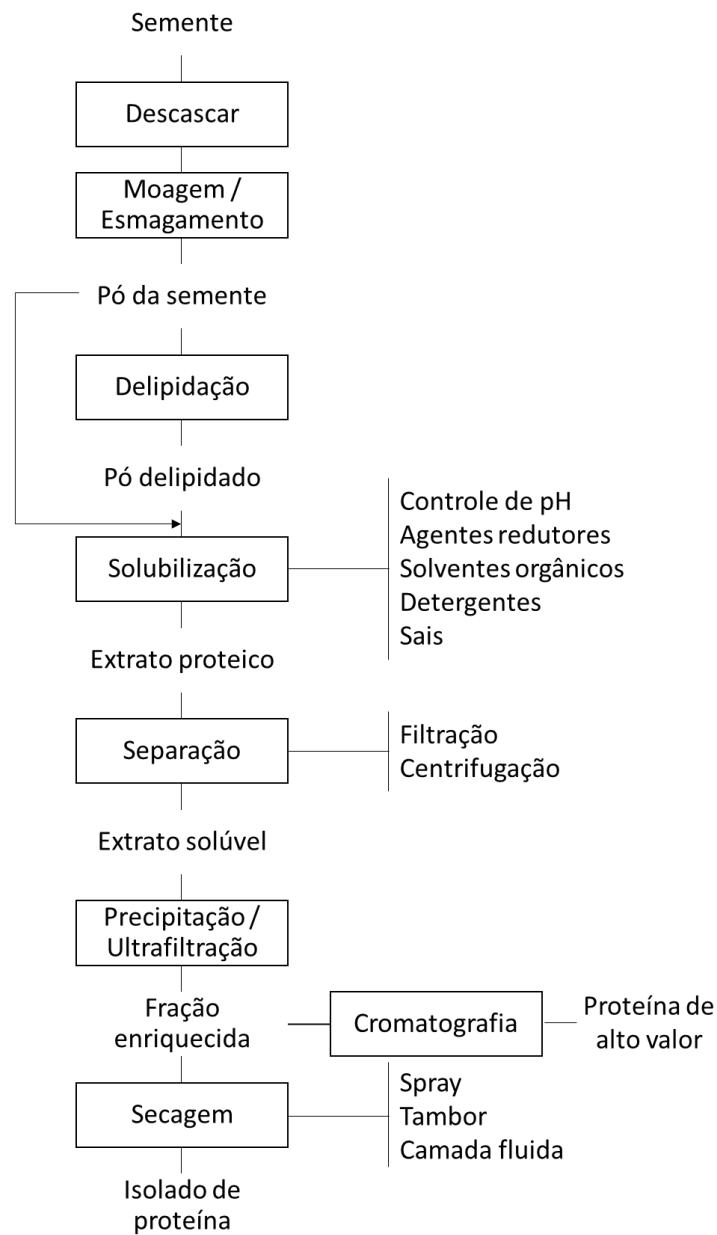 Semente
Descascar
Moagem /
Esmagamento
Pó da semente
Delipidação
Pó delipidado
Solubilização
Controle de pH
Agentes redutores
Solventes orgânicos
Detergentes
Sais
Extrato proteico
Separação
Filtração
Centrifugação
Extrato solúvel
Precipitação /
Ultrafiltração
Fração
enriquecida
Cromatografia
Proteína de
alto valor
Secagem
Spray
Tambor
Camada fluida
Isolado de
proteína